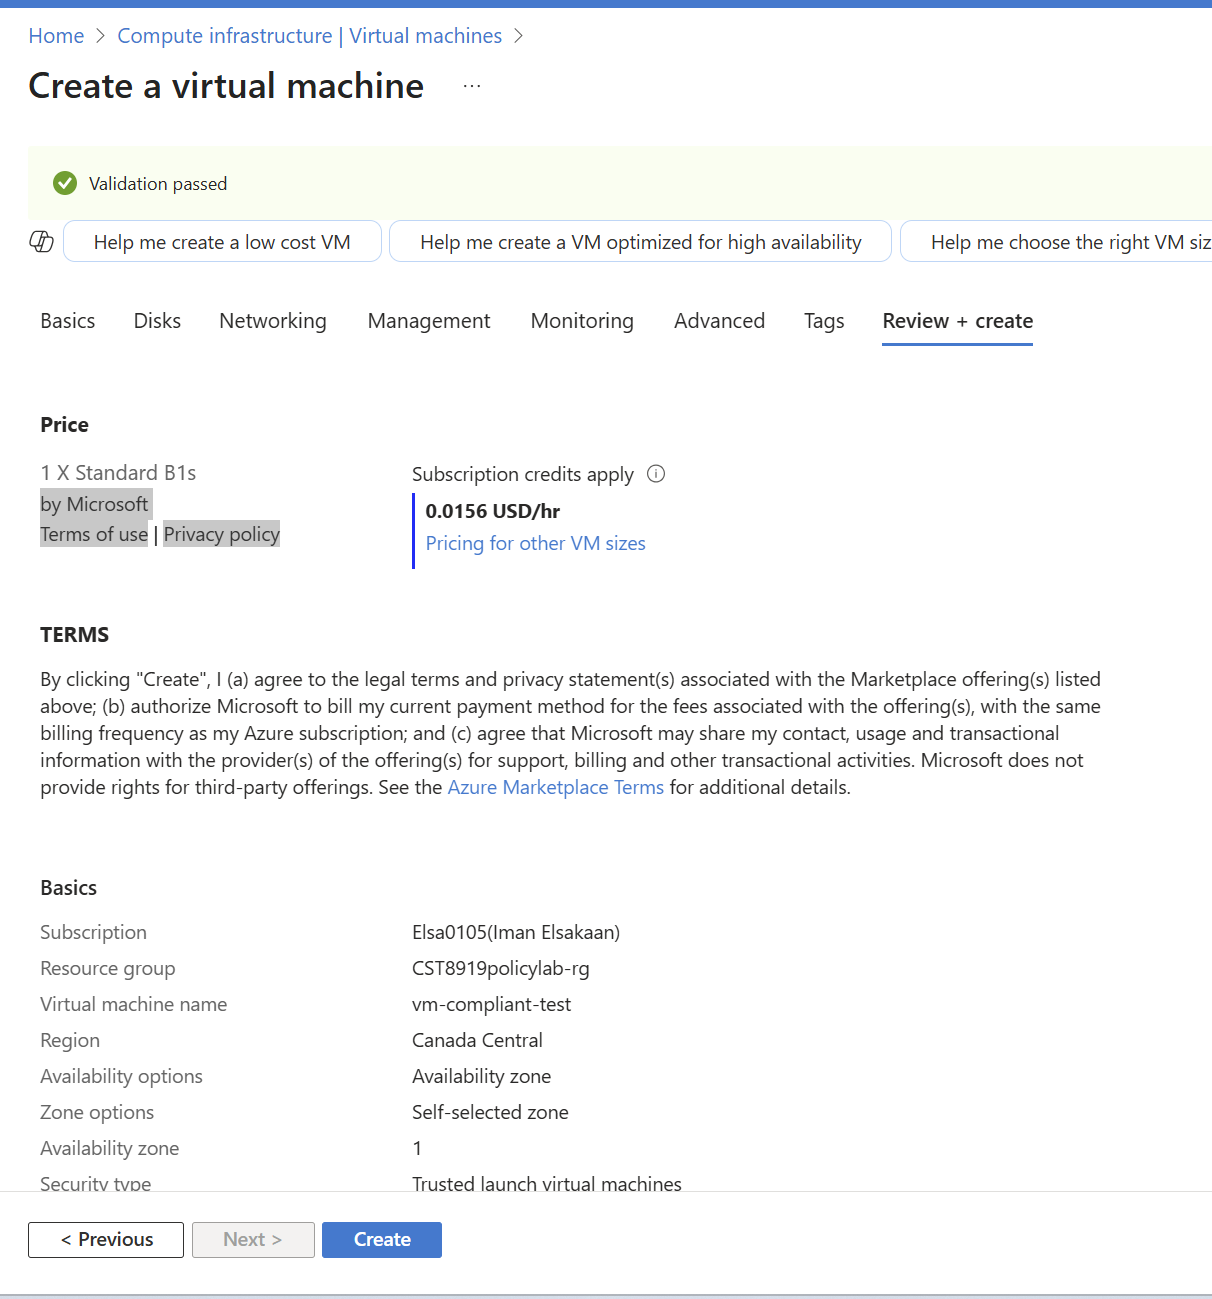 Home > Compute infrastructure | Virtual machines >
Create a virtual machine ...
Validation passed
Help me create a low cost VM
Help me create a VM optimized for high availability
Help me choose the right VM siz
Basics Disks Networking Management Monitoring Advanced Tags Review + create
Price
1 X Standard B1s
by Microsoft
Terms of use | Privacy policy
Subscription credits apply
0.0156 USD/hr
Pricing for other VM sizes
TERMS
By clicking "Create", I (a) agree to the legal terms and privacy statement(s) associated with the Marketplace offering(s) listed
above; (b) authorize Microsoft to bill my current payment method for the fees associated with the offering(s), with the same
billing frequency as my Azure subscription; and (c) agree that Microsoft may share my contact, usage and transactional
information with the provider(s) of the offering(s) for support, billing and other transactional activities. Microsoft does not
provide rights for third-party offerings. See the Azure Marketplace Terms for additional details.
Basics
Subscription Elsa0105(Iman Elsakaan)
Resource group CST8919policylab-rg
Virtual machine name vm-compliant-test
Region Canada Central
Availability options Availability zone
Zone options Self-selected zone
Availability zone 1
Security type Trusted launch virtual machines
< Previous Next > Create